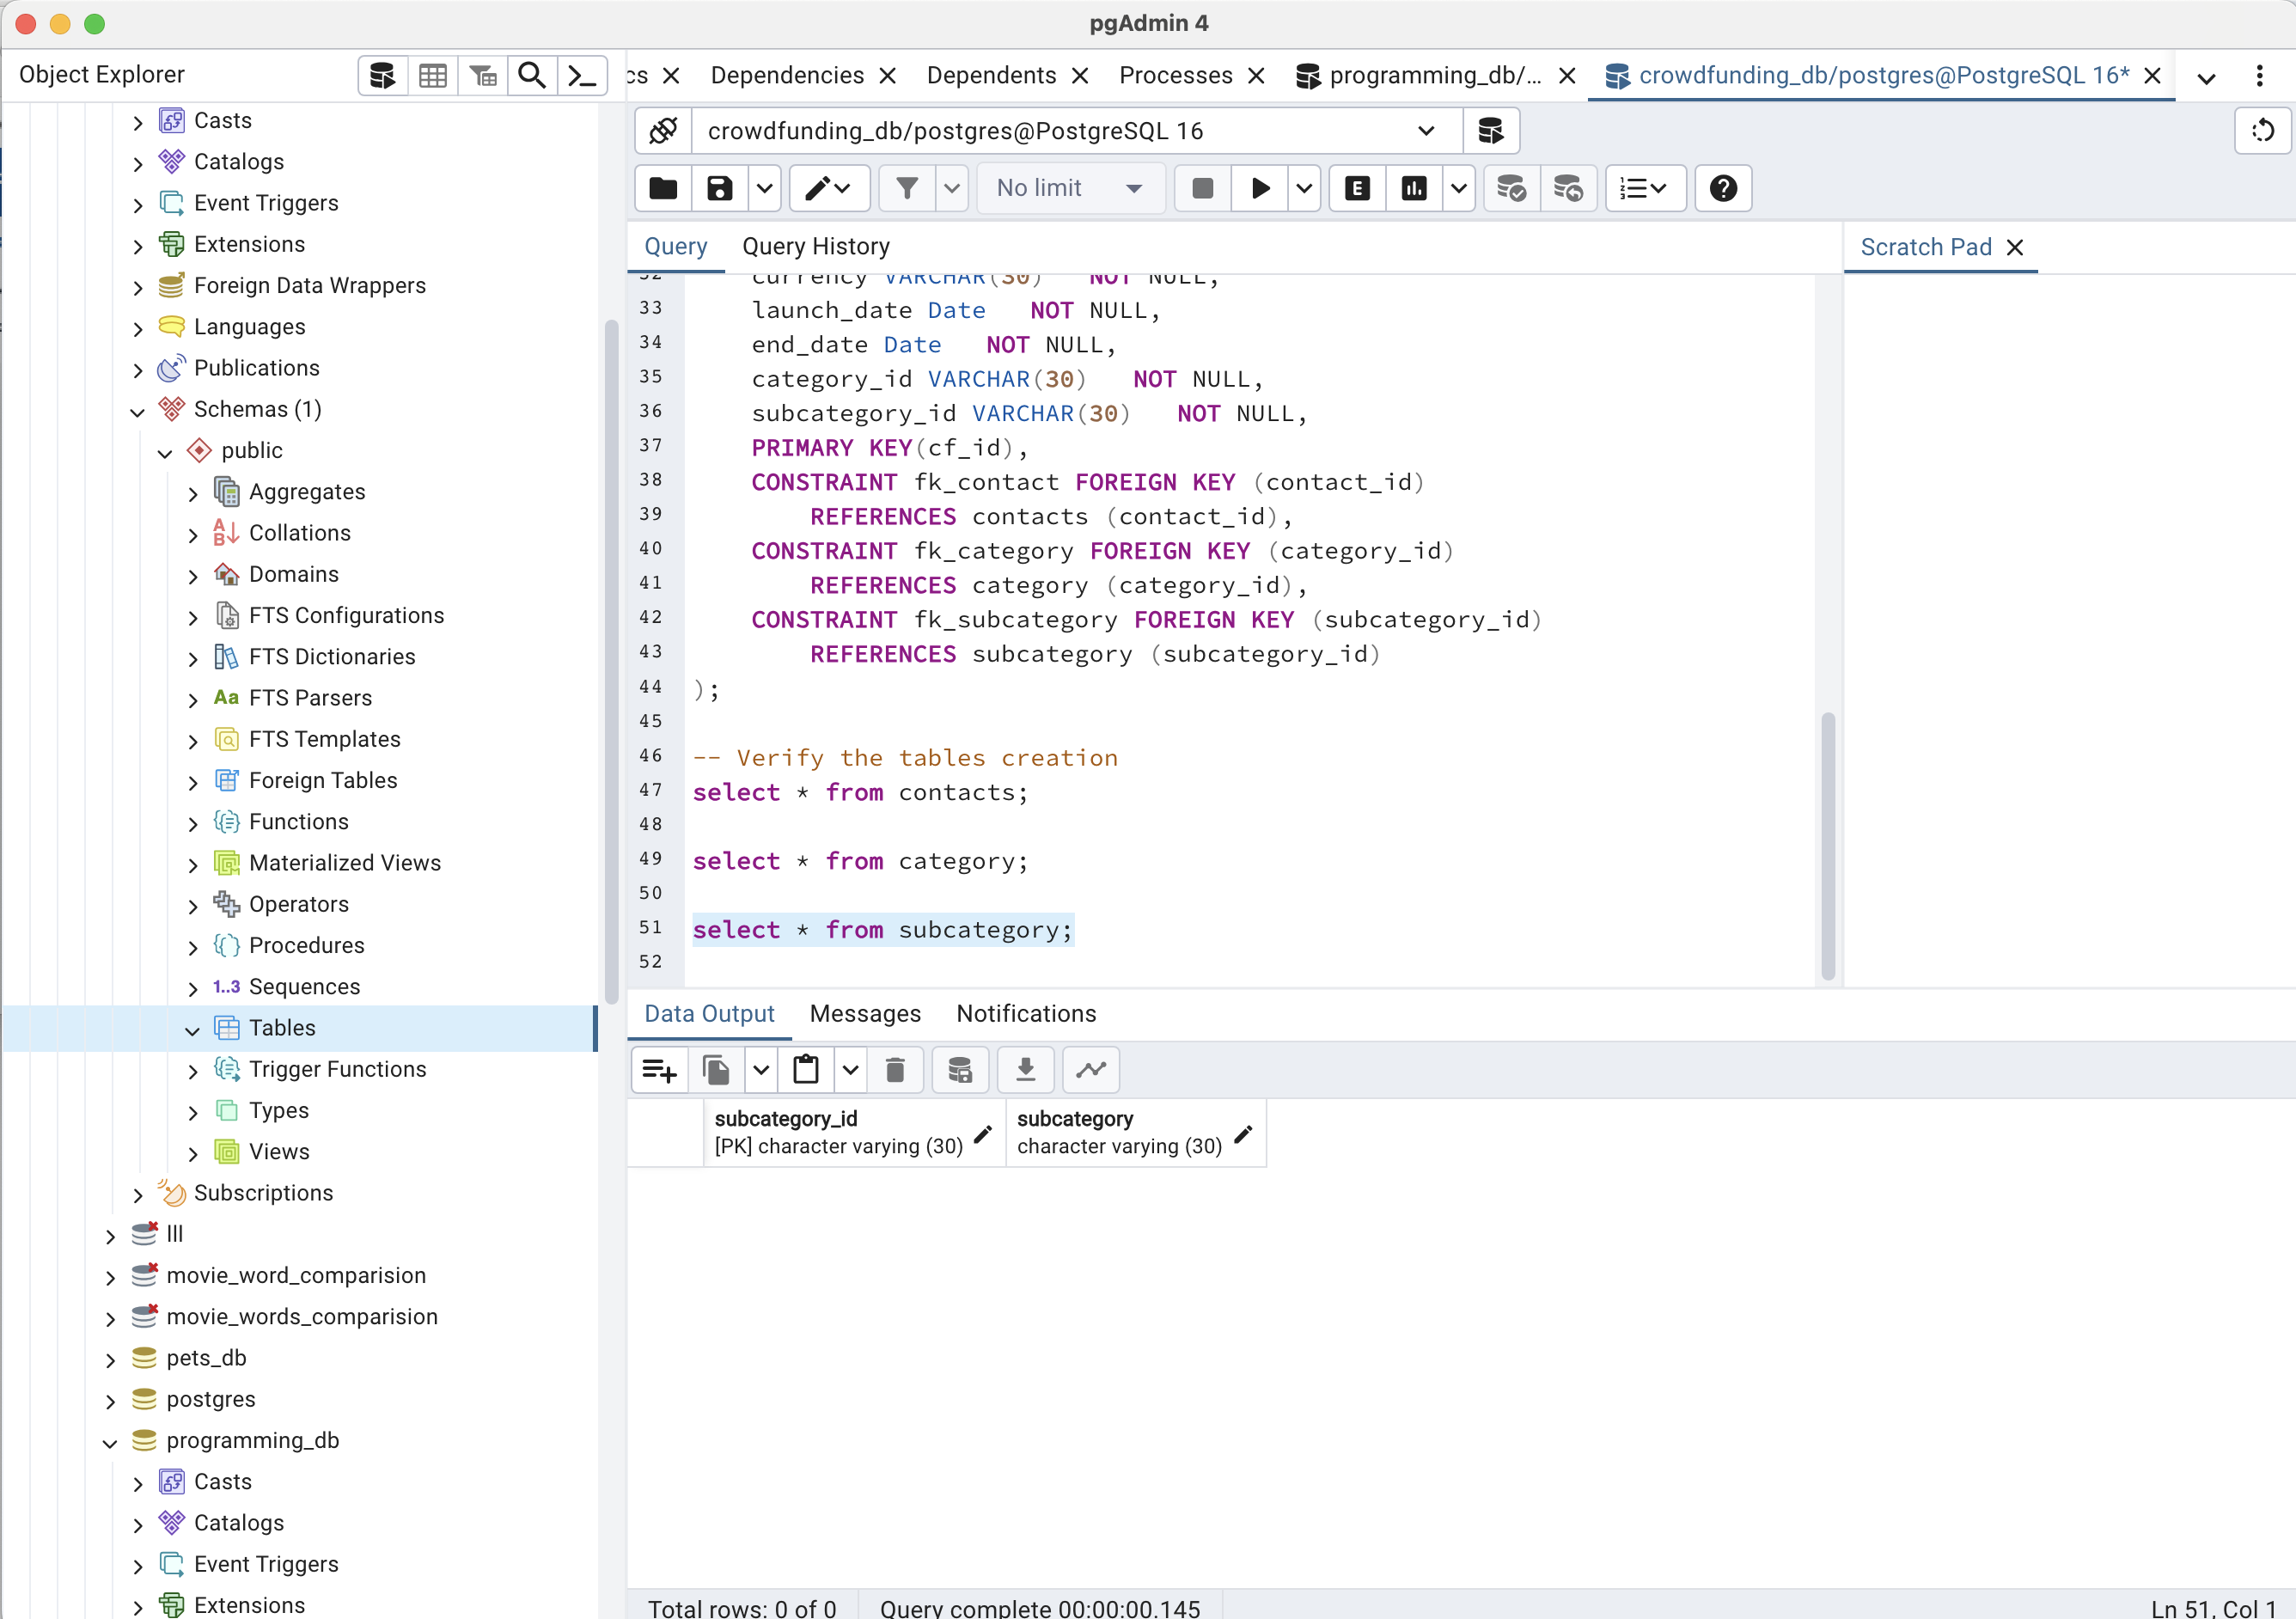 pgAdmin 4
Object Explorer
cs
Dependencies
Dependents
Processes
programming_db/...
crowdfunding_db/postgres@PostgreSQL 16*
crowdfunding_db/postgres@PostgreSQL 16
No limit
E
Query
Query History
Scratch Pad
Casts
Catalogs
Event Triggers
Extensions
Foreign Data Wrappers
Languages
Publications
Schemas (1)
public
Aggregates
Collations
Domains
FTS Configurations
FTS Dictionaries
Aa FTS Parsers
FTS Templates
Foreign Tables
Functions
Materialized Views
Operators
Procedures
1..3 Sequences
Tables
Trigger Functions
Types
Views
Subscriptions
lll
movie_word_comparision
movie_words_comparision
pets_db
postgres
programming_db
Casts
Catalogs
Event Triggers
Extensions
32 currency VARCHAR(30) NOT NULL,
33 launch_date Date NOT NULL,
34 end_date Date NOT NULL,
35 category_id VARCHAR(30) NOT NULL,
36 subcategory_id VARCHAR(30) NOT NULL,
37 PRIMARY KEY(cf_id),
38 CONSTRAINT fk_contact FOREIGN KEY (contact_id)
39 REFERENCES contacts (contact_id),
40 CONSTRAINT fk_category FOREIGN KEY (category_id)
41 REFERENCES category (category_id),
42 CONSTRAINT fk_subcategory FOREIGN KEY (subcategory_id)
43 REFERENCES subcategory (subcategory_id)
44 );
45
46 -- Verify the tables creation
47 select * from contacts;
48
49 select * from category;
50
51 select * from subcategory;
52
Data Output
Messages
Notifications
subcategory_id
[PK] character varying (30)
subcategory
character varying (30)
Total rows: 0 of 0
Query complete 00:00:00.145
Ln 51, Col 1